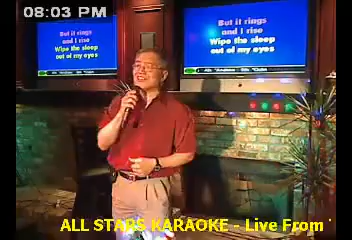 08:03 PM
But it rings
and I rise
Wipe the sleep
out of my eyes
But it rings
and I rise
Wipe the sleep
out of my eyes
ALL STARS KARAOKE - Live From